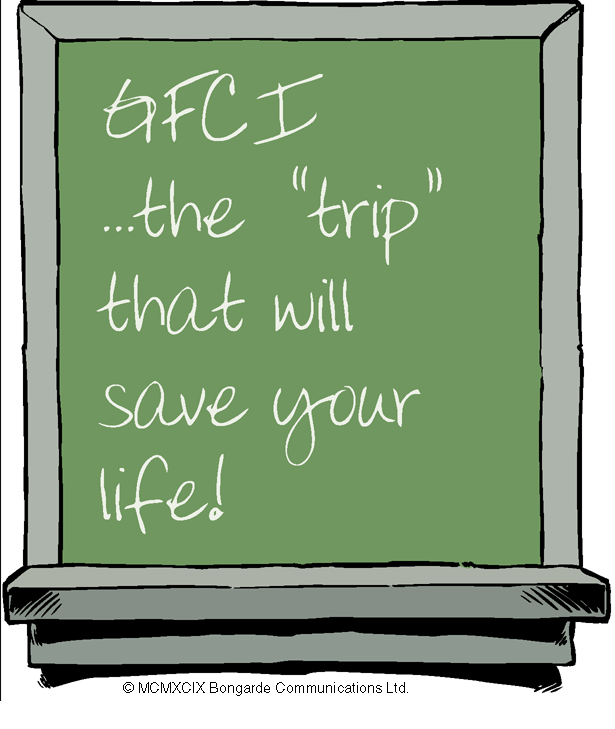 GFCI
...the "trip"
that will
save your
life!
© MCMXCIX Bongarde Communications Ltd.